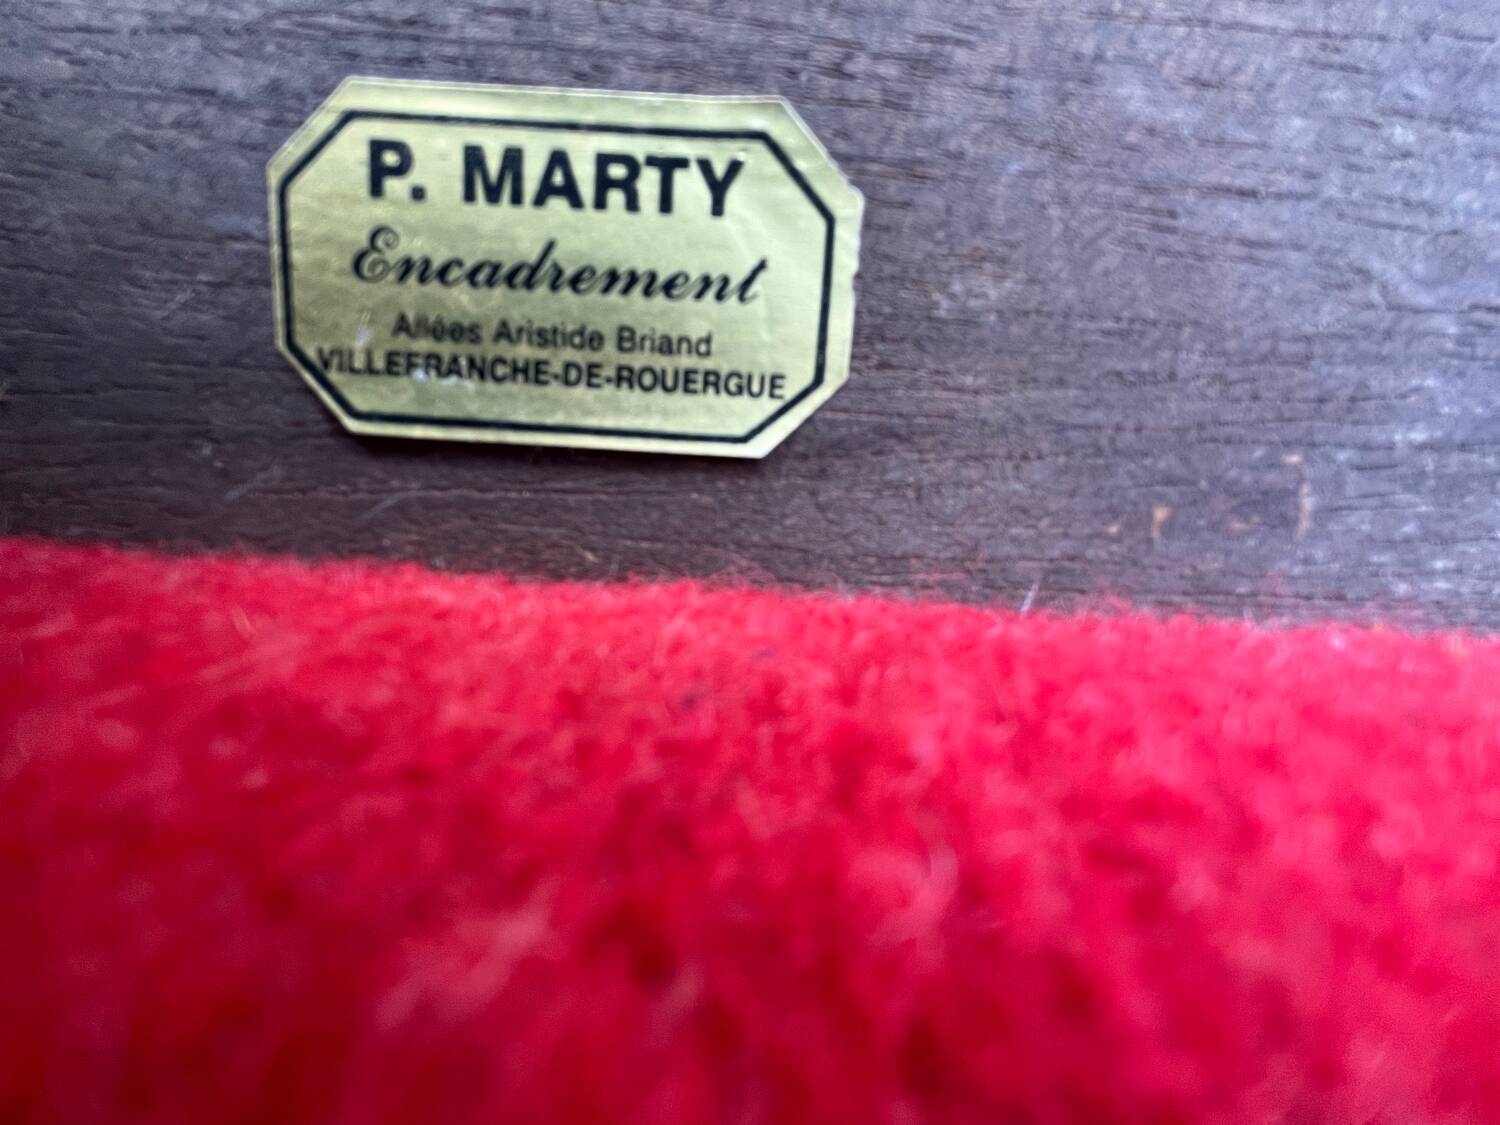 P. MARTY
Encadrement
Allées Aristide Briand
VILLEFRANCHE-DE-ROUERGUE